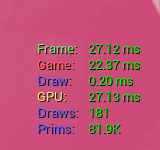 Frame: 27.12 ms
Game: 22.37 ms
Draw: 0.20 ms
GPU: 27.13 ms
Draws: 181
Prims: 81.9K